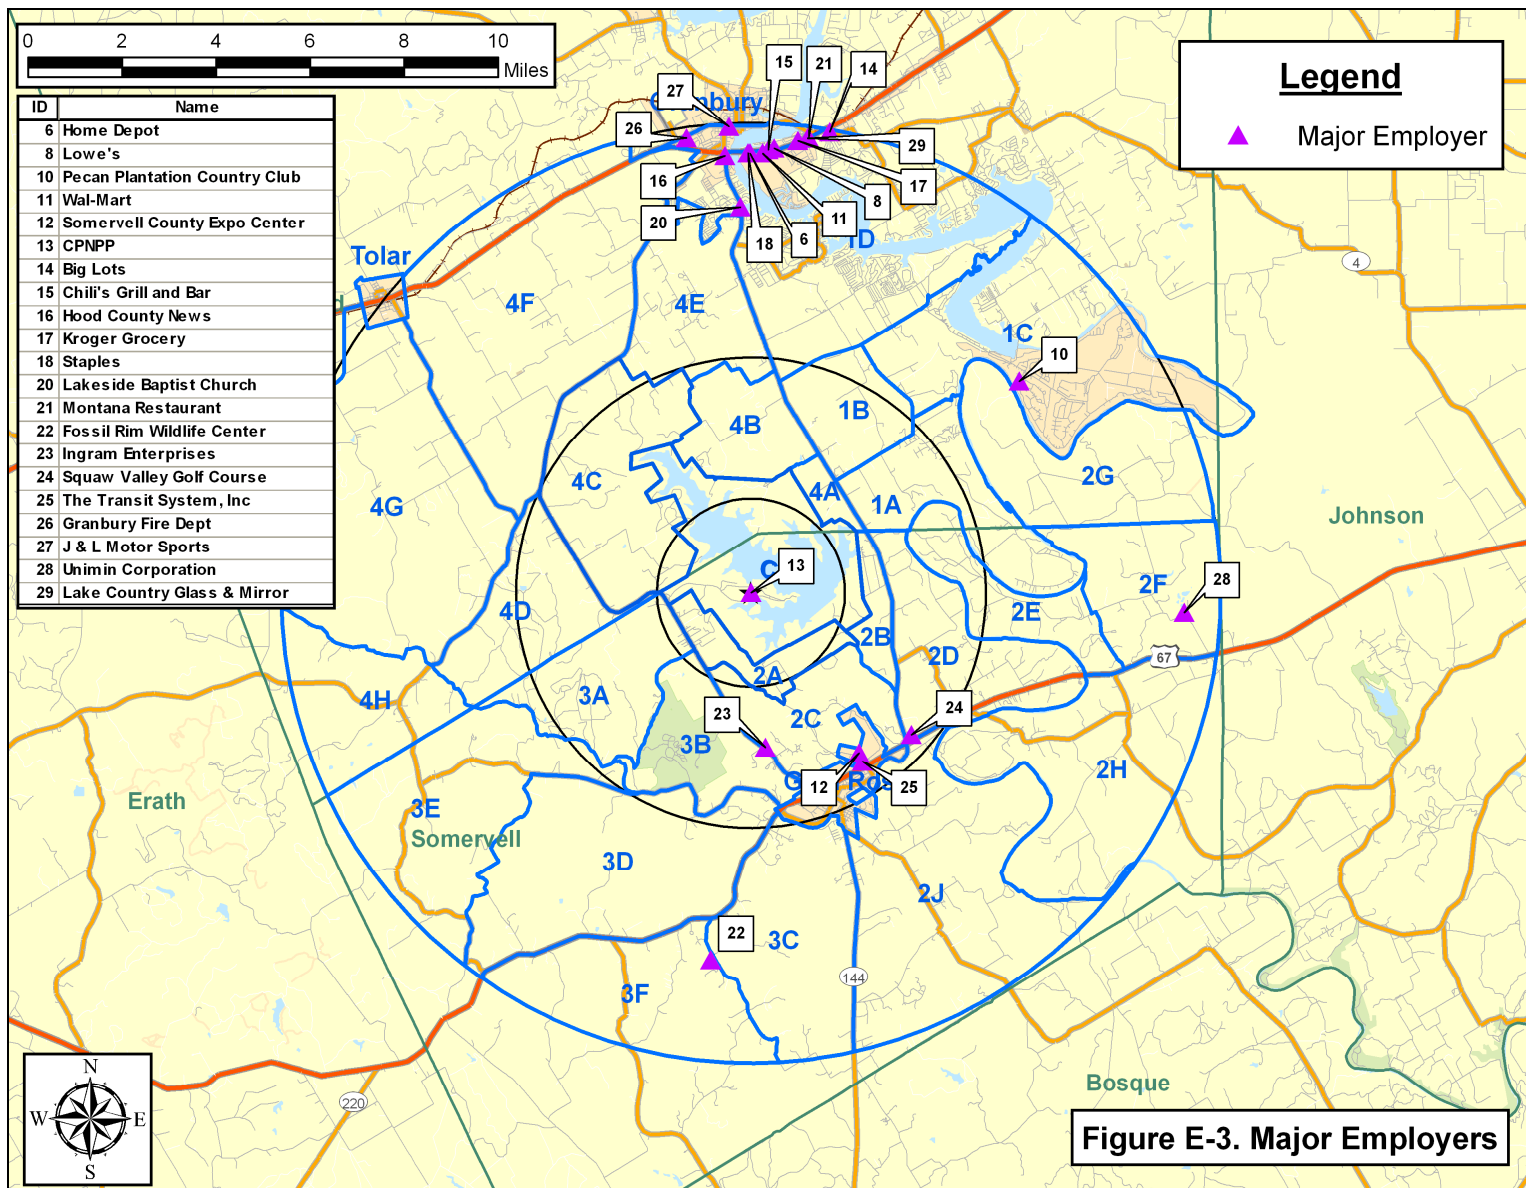 0 2 4 6 8 10
Miles
Legend
Major Employer
ID Name
6 Home Depot
8 Lowe's
10 Pecan Plantation Country Club
11 Wal-Mart
12 Somervell County Expo Center
13 CPNPP
14 Big Lots
15 Chili's Grill and Bar
16 Hood County News
17 Kroger Grocery
18 Staples
20 Lakeside Baptist Church
21 Montana Restaurant
22 Fossil Rim Wildlife Center
23 Ingram Enterprises
24 Squaw Valley Golf Course
25 The Transit System, Inc
26 Granbury Fire Dept
27 J & L Motor Sports
28 Unimin Corporation
29 Lake Country Glass & Mirror
15
21
14
27
26
29
16
17
8
20
11
6
18
Tolar
4
4F
4E
1C
10
1B
4B
4C
2G
4A
1A
4G
Johnson
13
28
2F
4D
2E
2B
67
2D
2A
3A
4H
24
23
2C
3B
2H
12
25
Erath
3E
Somervell
3D
2J
22
3C
144
3F
Bosque
220
N
W E
S
Figure E-3. Major Employers